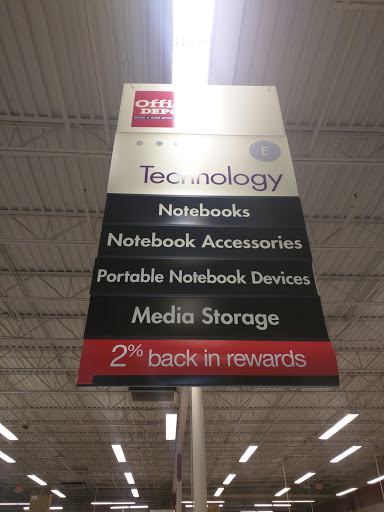 Office
DEPOT
E
Technology
Notebooks
Notebook Accessories
Portable Notebook Devices
Media Storage
2% back in rewards